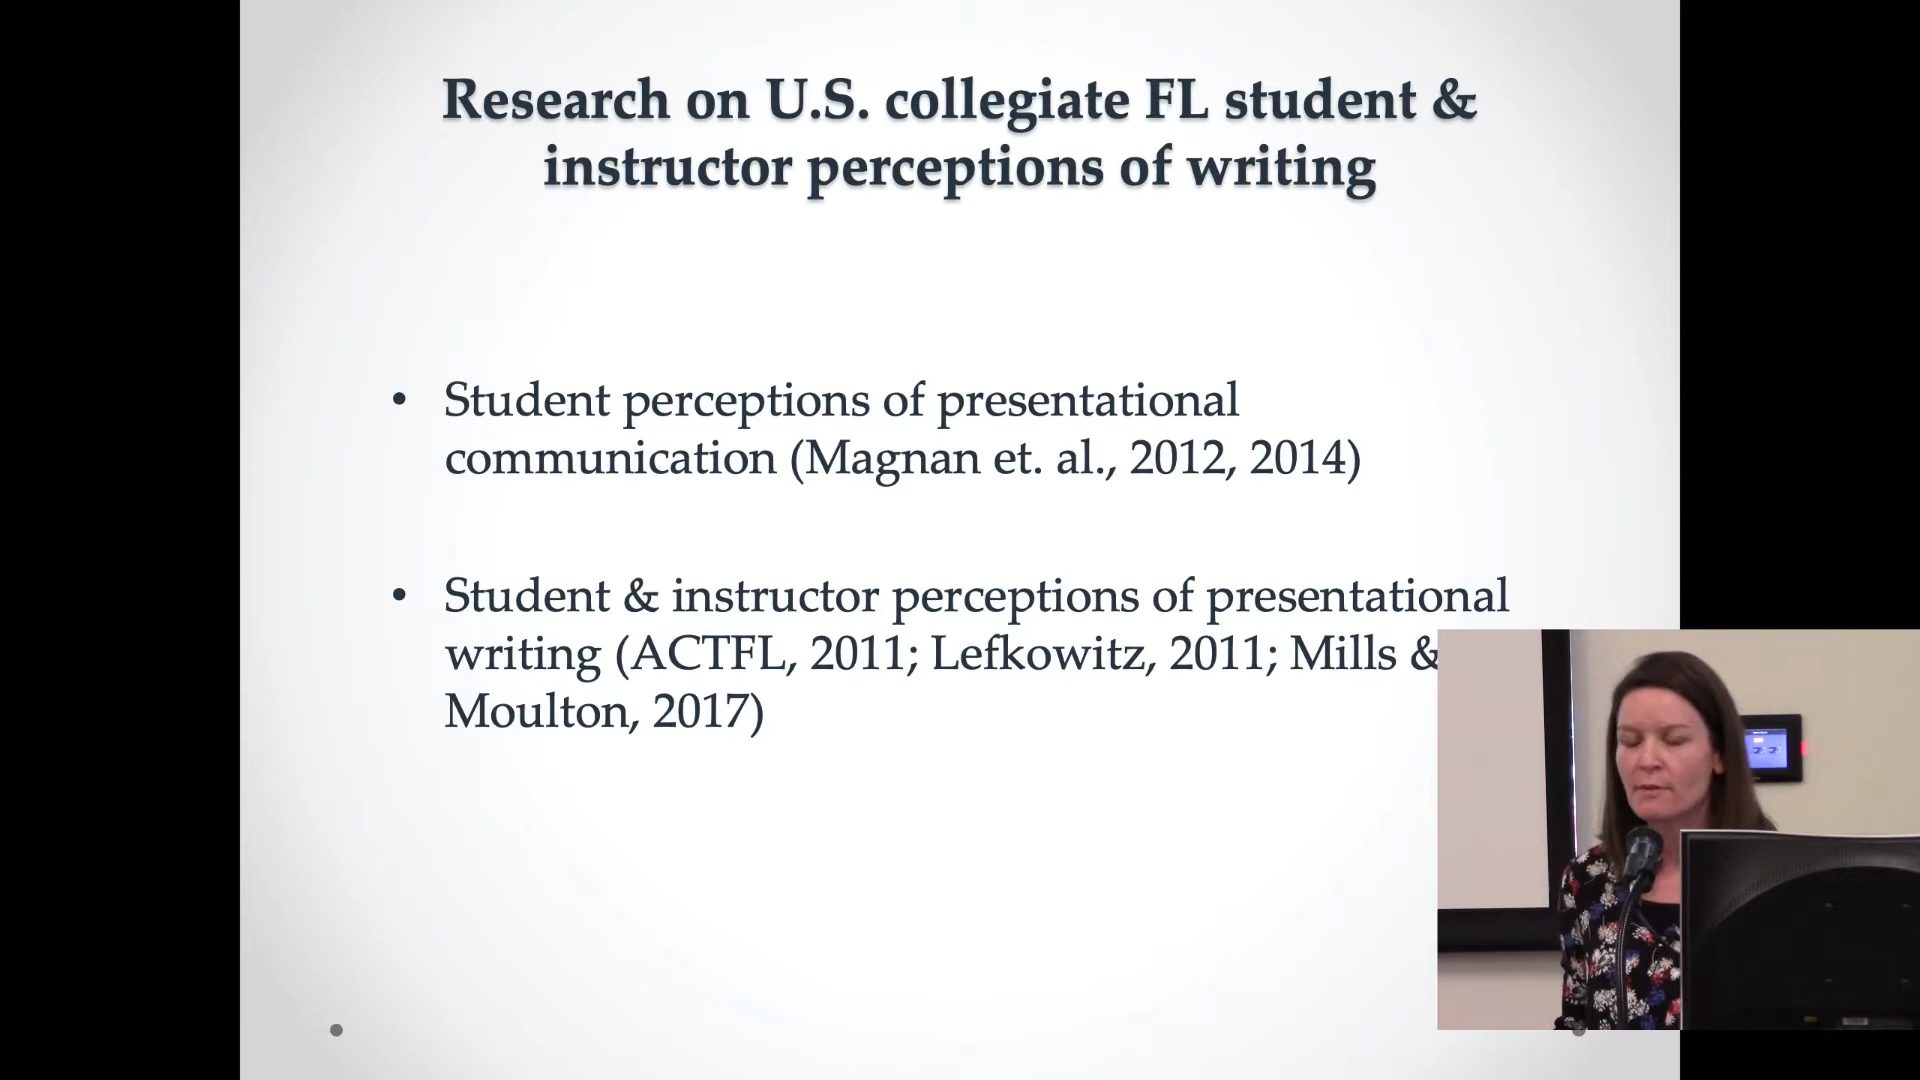 Research on U.S. collegiate FL student &
instructor perceptions of writing
• Student perceptions of presentational
communication (Magnan et. al., 2012, 2014)
• Student & instructor perceptions of presentational
writing (ACTFL, 2011; Lefkowitz, 2011; Mills &
Moulton, 2017)